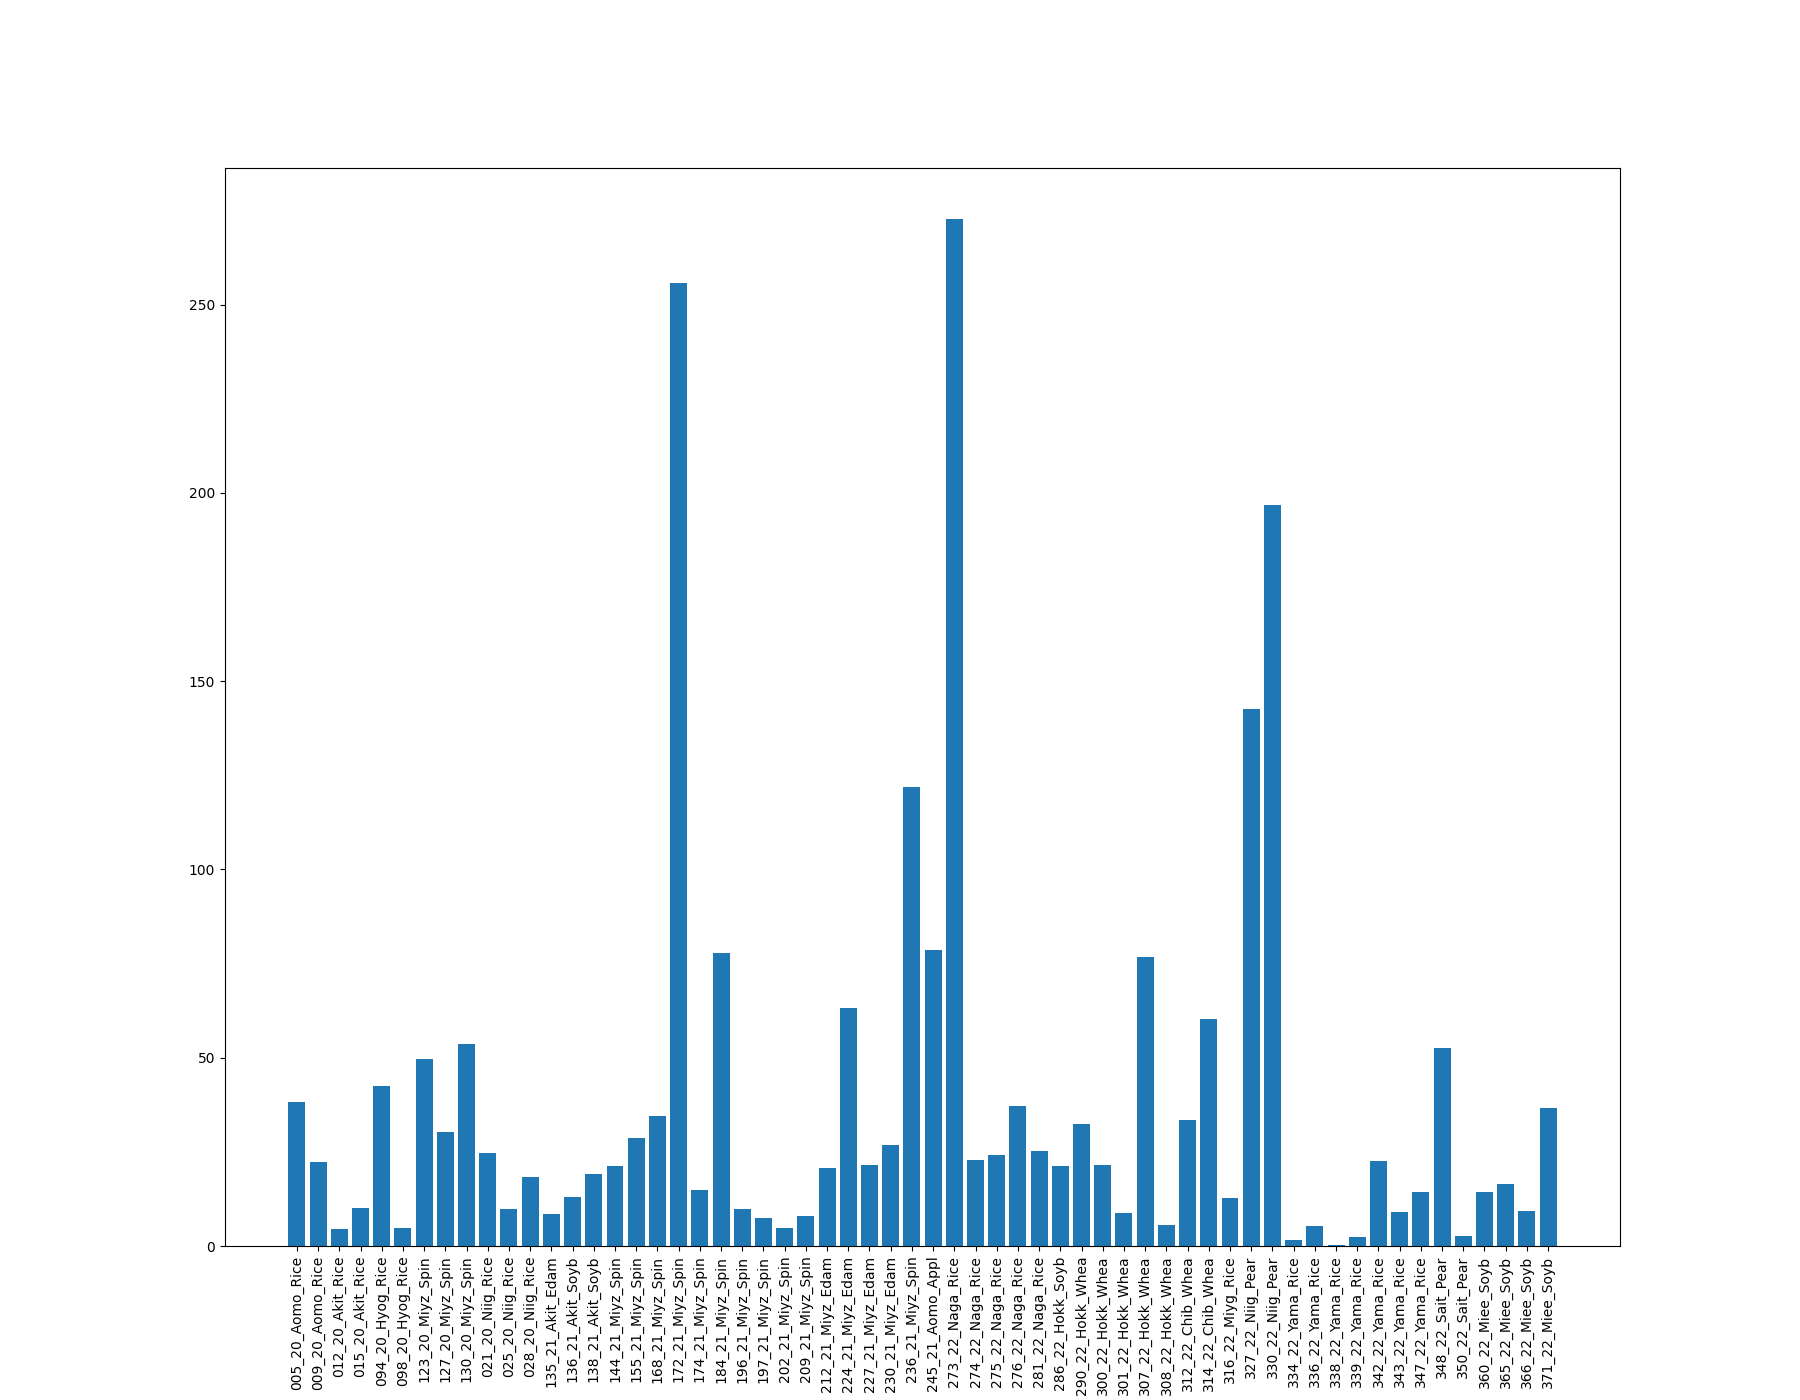 250
200
150
100
50
0
005_20_Aomo_Rice
009_20_Aomo_Rice
012_20_Akit_Rice
015_20_Akit_Rice
094_20_Hyog_Rice
098_20_Hyog_Rice
123_20_Miyz_Spin
127_20_Miyz_Spin
130_20_Miyz_Spin
021_20_Niig_Rice
025_20_Niig_Rice
028_20_Niig_Rice
135_21_Akit_Edam
136_21_Akit_Soyb
138_21_Akit_Soyb
144_21_Miyz_Spin
155_21_Miyz_Spin
168_21_Miyz_Spin
172_21_Miyz_Spin
174_21_Miyz_Spin
184_21_Miyz_Spin
196_21_Miyz_Spin
197_21_Miyz_Spin
202_21_Miyz_Spin
209_21_Miyz_Spin
212_21_Miyz_Edam
224_21_Miyz_Edam
227_21_Miyz_Edam
230_21_Miyz_Edam
236_21_Miyz_Spin
245_21_Aomo_Appl
273_22_Naga_Rice
274_22_Naga_Rice
275_22_Naga_Rice
276_22_Naga_Rice
281_22_Naga_Rice
286_22_Hokk_Soyb
290_22_Hokk_Whea
300_22_Hokk_Whea
301_22_Hokk_Whea
307_22_Hokk_Whea
308_22_Hokk_Whea
312_22_Chib_Whea
314_22_Chib_Whea
316_22_Miyg_Rice
327_22_Niig_Pear
330_22_Niig_Pear
334_22_Yama_Rice
336_22_Yama_Rice
338_22_Yama_Rice
339_22_Yama_Rice
342_22_Yama_Rice
343_22_Yama_Rice
347_22_Yama_Rice
348_22_Sait_Pear
350_22_Sait_Pear
360_22_Miee_Soyb
365_22_Miee_Soyb
366_22_Miee_Soyb
371_22_Miee_Soyb